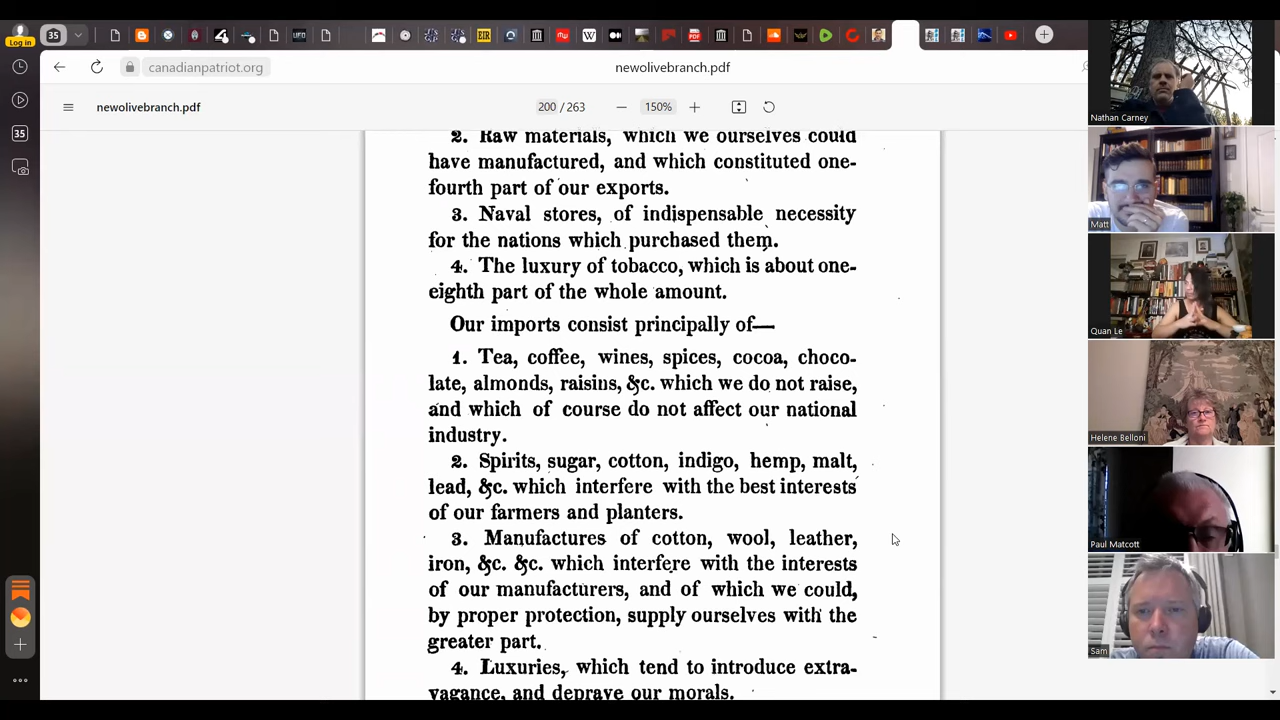 Log in
35
EIR
UFO
mu
W
PDF
canadianpatriot.org
newolivebranch.pdf
newolivebranch.pdf
200 / 263
150%
35
2. Raw materials, which we ourselves could
have manufactured, and which constituted one-
fourth part of our exports.
3. Naval stores, of indispensable necessity
for the nations which purchased them.
4. The luxury of tobacco, which is about one-
eighth part of the whole amount.
Our imports consist principally of—
1. Tea, coffee, wines, spices, cocoa, choco-
late, almonds, raisins, &c. which we do not raise,
and which of course do not affect our national
industry.
2. Spirits, sugar, cotton, indigo, hemp, malt,
lead, &c. which interfere with the best interests
of our farmers and planters.
3. Manufactures of cotton, wool, leather,
iron, &c. &c. which interfere with the interests
of our manufacturers, and of which we could,
by proper protection, supply ourselves with the
greater part.
4. Luxuries, which tend to introduce extra-
vagance, and deprave our morals.
Nathan Carney
Matt
Quan Le
Helene Belloni
Paul Matcott
Sam